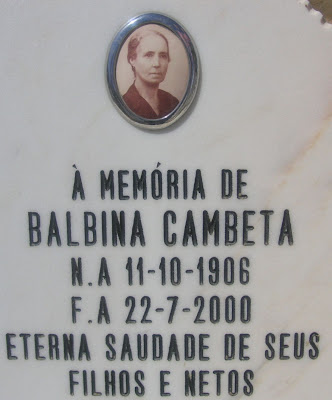 À MEMÓRIA DE
BALBINA CAMBETA
N.A 11-10-1906
F.A 22-7-2000
ETERNA SAUDADE DE SEUS
FILHOS E NETOS